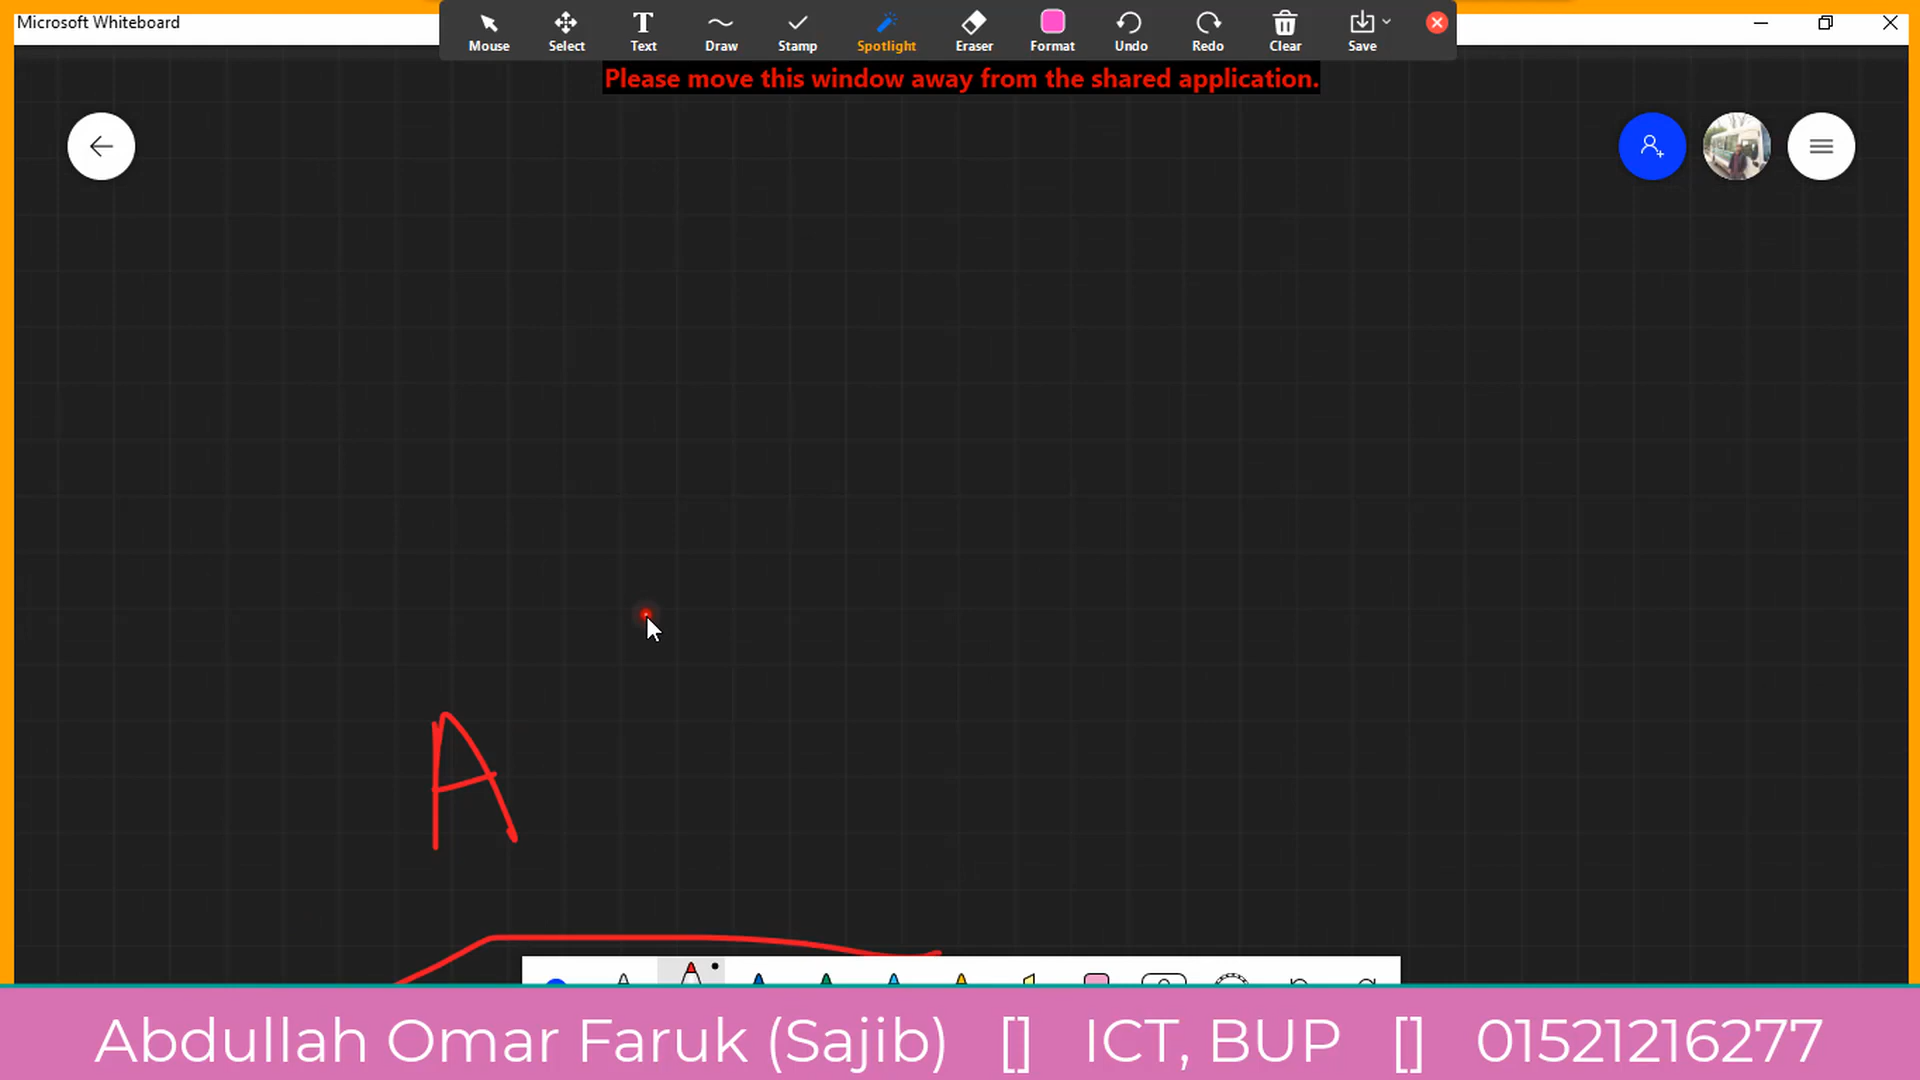 Microsoft Whiteboard
Mouse Select Text Draw Stamp Spotlight Eraser Format Undo Redo Clear Save
Please move this window away from the shared application.
A
Abdullah Omar Faruk (Sajib) [] ICT, BUP [] 01521216277